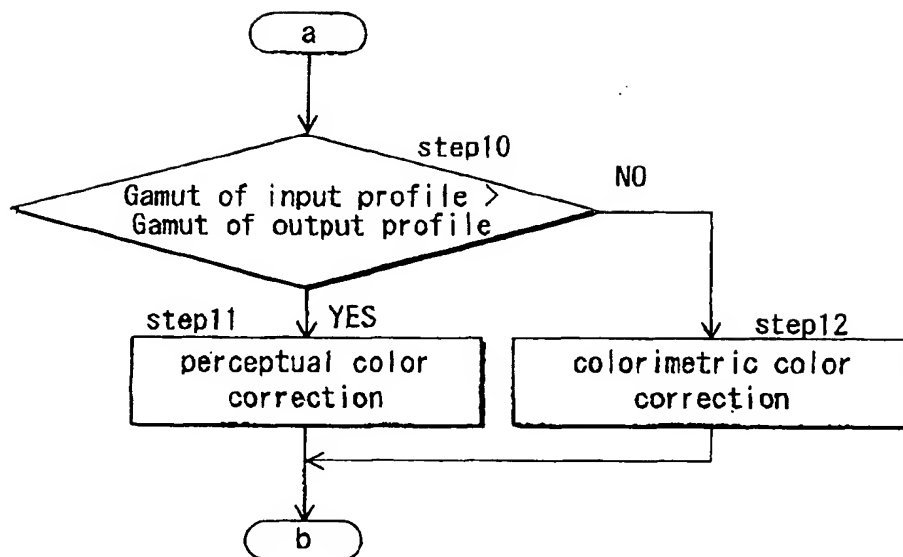 a
step10
Gamut of input profile >
Gamut of output profile
NO
step11
YES
step12
perceptual color
correction
colorimetric color
correction
b